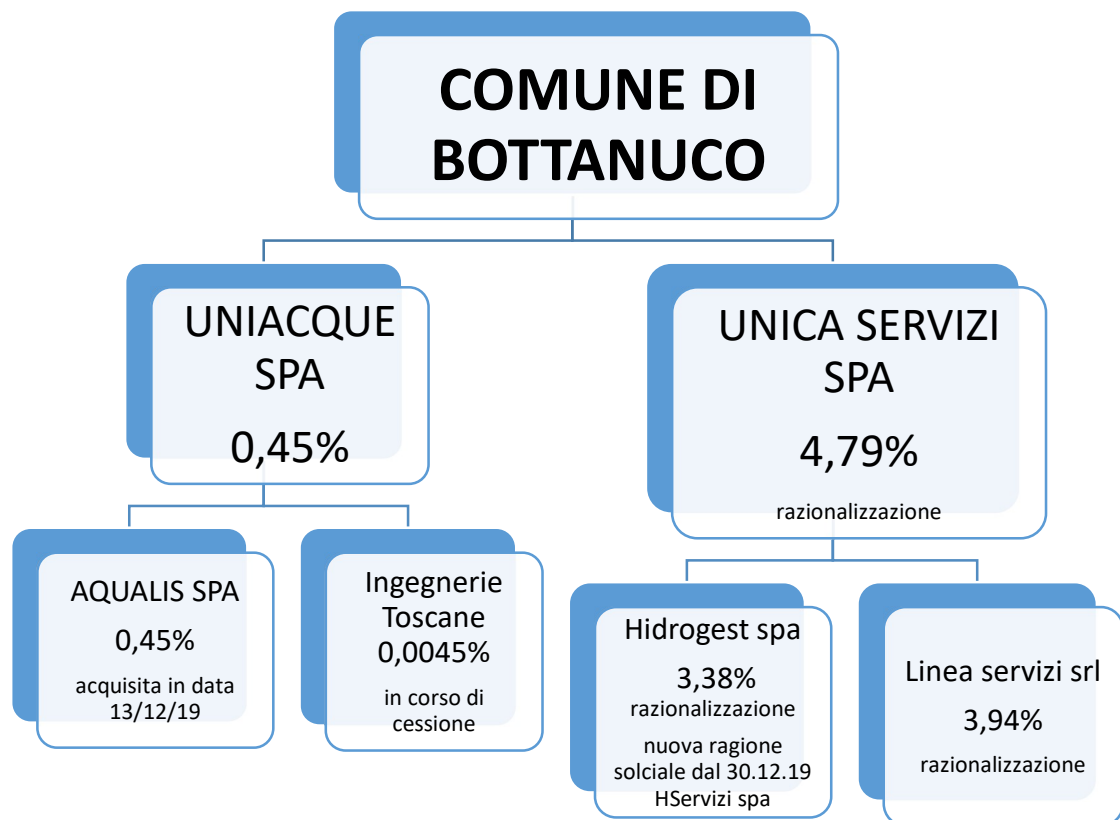 COMUNE DI
BOTTANUCO
UNIACQUE
SPA
0,45%
UNICA SERVIZI
SPA
4,79%
razionalizzazione
AQUALIS SPA
0,45%
acquisita in data
13/12/19
Ingegnerie
Toscane
0,0045%
in corso di
cessione
Hidrogest spa
3,38%
razionalizzazione
nuova ragione
solciale dal 30.12.19
HServizi spa
Linea servizi srl
3,94%
razionalizzazione